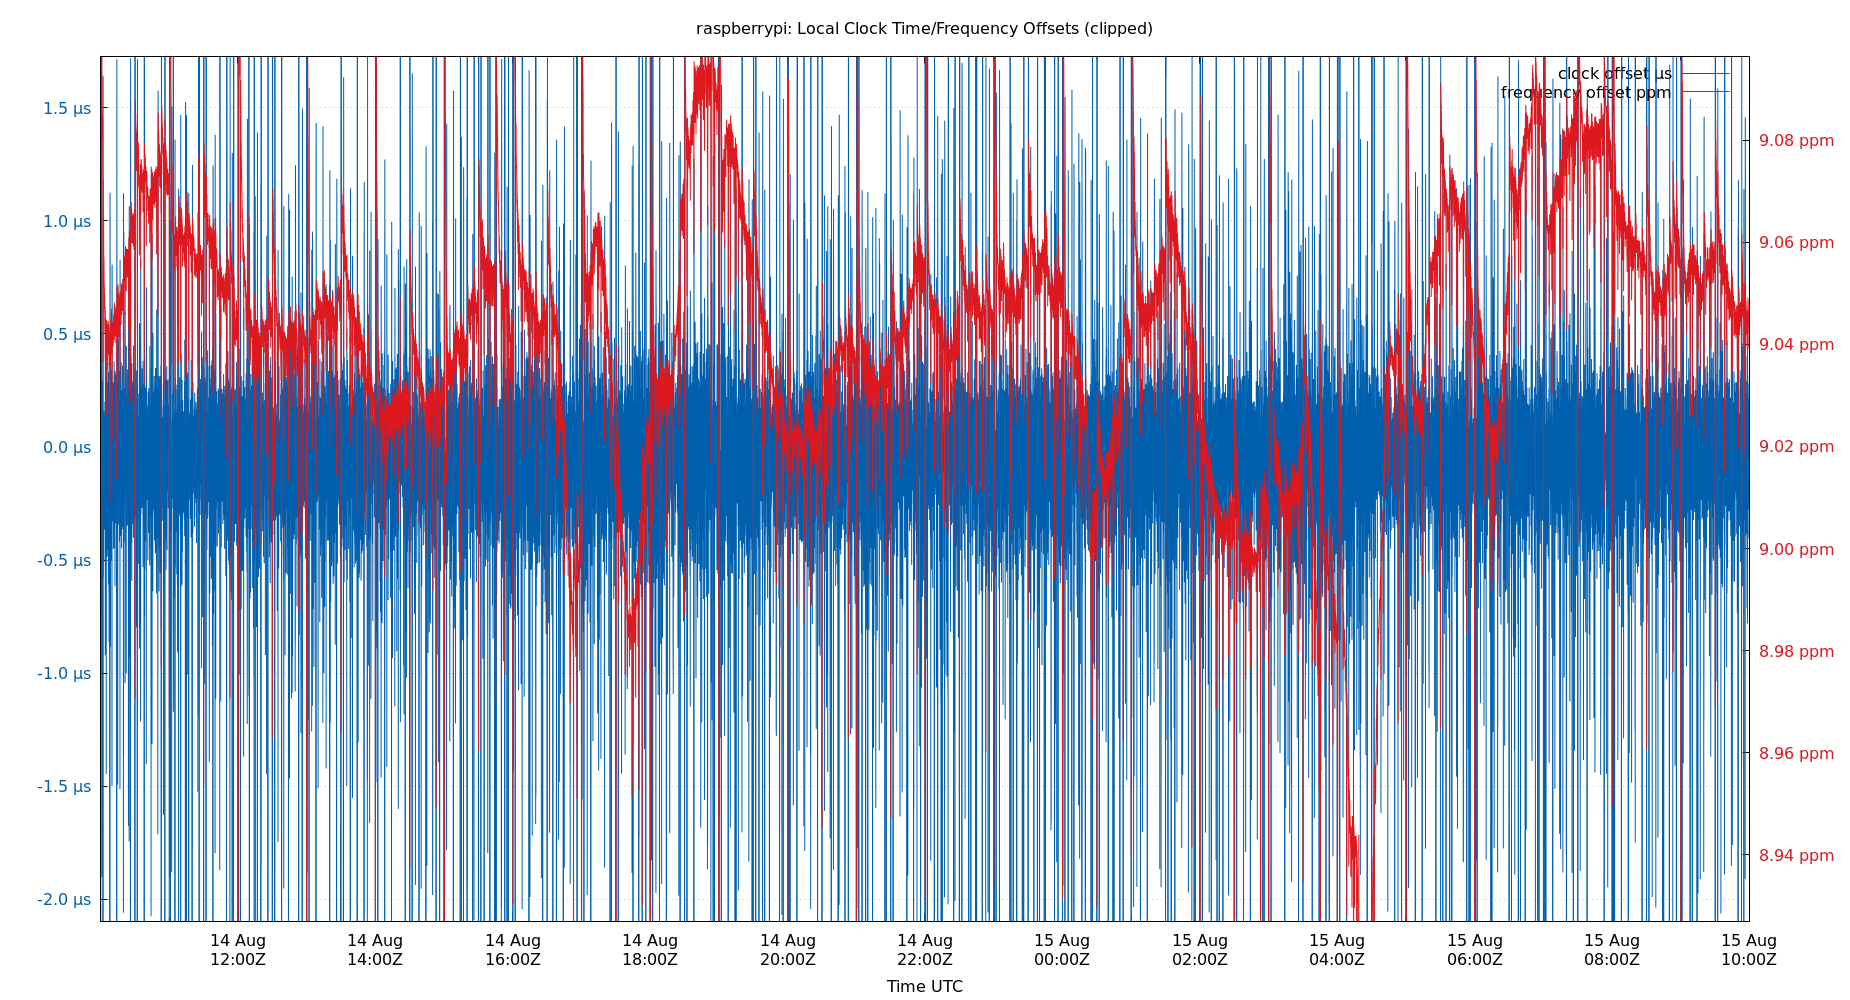 raspberrypi: Local Clock Time/Frequency Offsets (clipped)
clock offset µs
frequency offset ppm
1.5 µs
1.0 µs
0.5 µs
0.0 µs
-0.5 µs
-1.0 µs
-1.5 µs
-2.0 µs
9.08 ppm
9.06 ppm
9.04 ppm
9.02 ppm
9.00 ppm
8.98 ppm
8.96 ppm
8.94 ppm
14 Aug 14 Aug 14 Aug 14 Aug 14 Aug 14 Aug 15 Aug 15 Aug 15 Aug 15 Aug 15 Aug 15 Aug
12:00Z 14:00Z 16:00Z 18:00Z 20:00Z 22:00Z 00:00Z 02:00Z 04:00Z 06:00Z 08:00Z 10:00Z
Time UTC